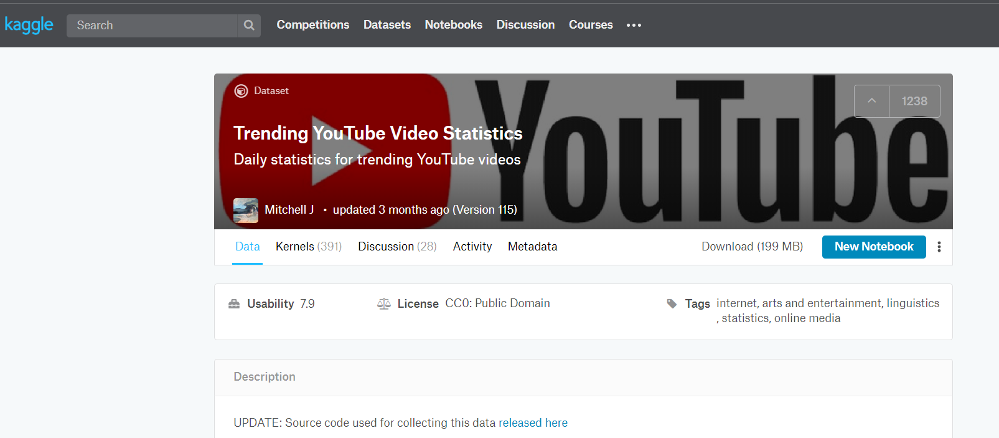 kaggle Search Competitions Datasets Notebooks Discussion Courses
Dataset
1238
YouTube
Trending YouTube Video Statistics
Daily statistics for trending YouTube videos
Mitchell J • updated 3 months ago (Version 115)
Data Kernels (391) Discussion (28) Activity Metadata Download (199 MB) New Notebook
Usability 7.9 License CC0: Public Domain Tags internet, arts and entertainment, linguistics
, statistics, online media
Description
UPDATE: Source code used for collecting this data released here